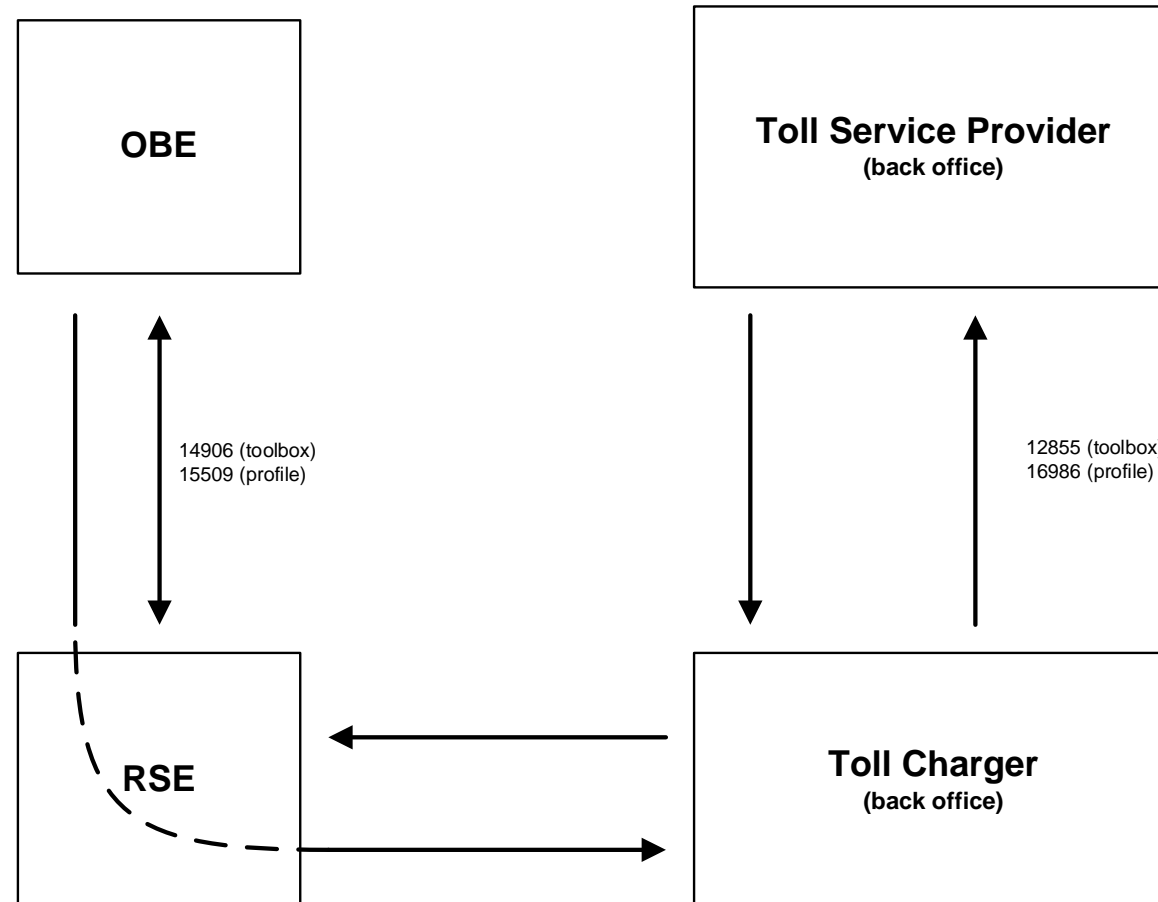 OBE
Toll Service Provider
(back office)
14906 (toolbox)
15509 (profile)
12855 (toolbox
16986 (profile)
RSE
Toll Charger
(back office)